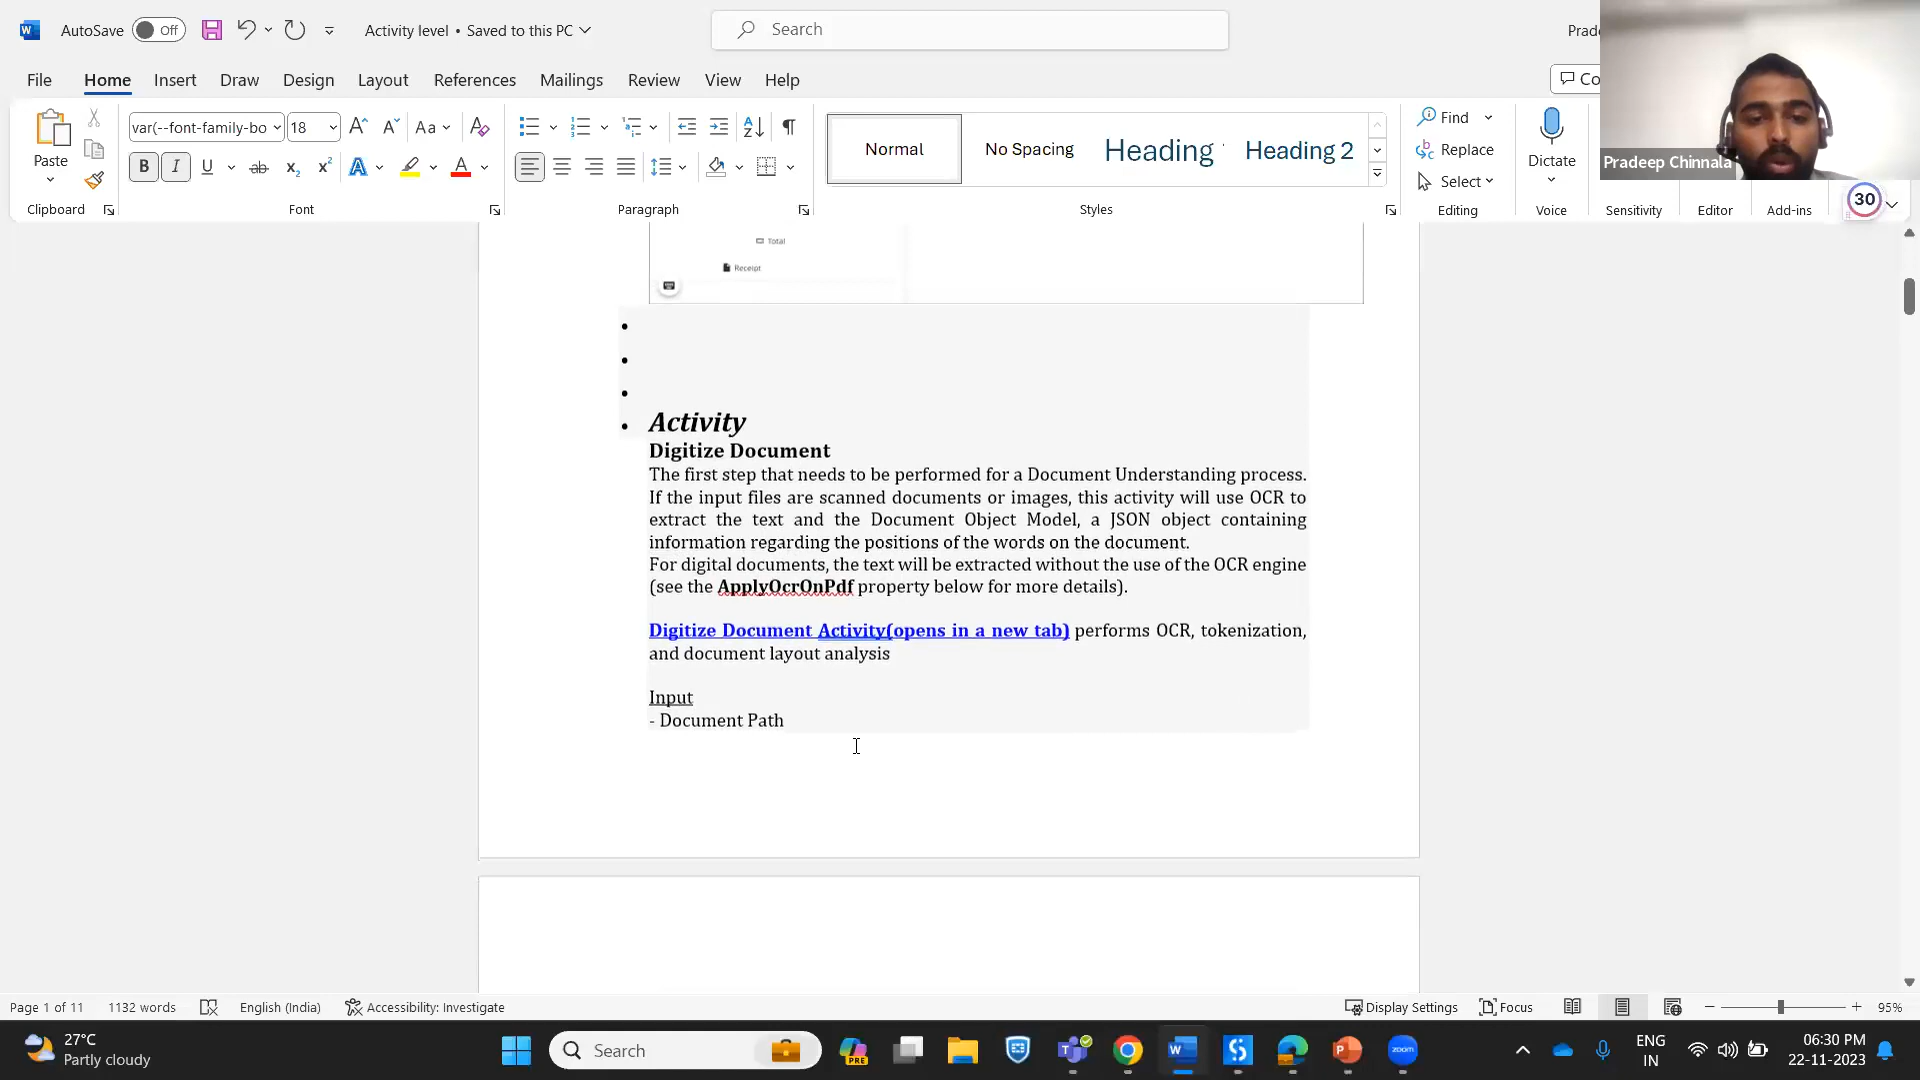 AutoSave Off Activity level • Saved to this PC Search Prade
File Home Insert Draw Design Layout References Mailings Review View Help Co
Paste var(--font-family-bo 18 Aa Normal No Spacing Heading Heading 2 Find Replace Select Dictate
Pradeep Chinnala
Clipboard Font Paragraph Styles Editing Voice Sensitivity Editor Add-ins 30
Total
Receipt
•
•
•
• Activity
Digitize Document
The first step that needs to be performed for a Document Understanding process.
If the input files are scanned documents or images, this activity will use OCR to
extract the text and the Document Object Model, a JSON object containing
information regarding the positions of the words on the document.
For digital documents, the text will be extracted without the use of the OCR engine
(see the ApplyOcrOnPdf property below for more details).
Digitize Document Activity(opens in a new tab) performs OCR, tokenization,
and document layout analysis
Input
- Document Path
Page 1 of 11 1132 words English (India) Accessibility: Investigate Display Settings Focus 95%
27°C
Partly cloudy
Search PRE zoom
ENG
IN
06:30 PM
22-11-2023